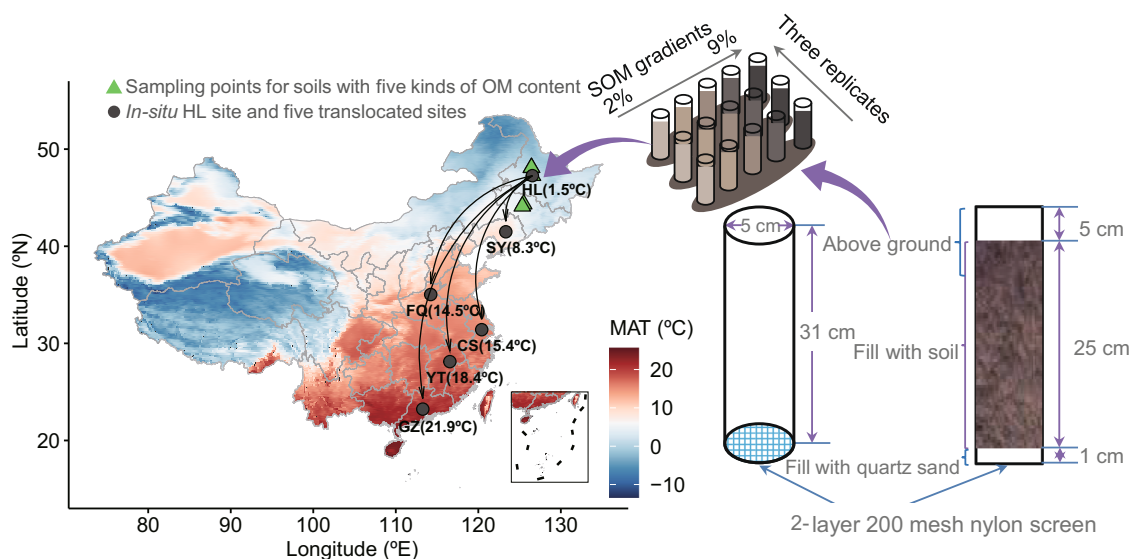 Sampling points for soils with five kinds of OM content
In-situ HL site and five translocated sites
SOM gradients
2%
9%
Three replicates
50
40
30
20
Latitude (ºN)
HL(1.5ºC)
SY(8.3ºC)
FQ(14.5ºC)
CS(15.4ºC)
YT(18.4ºC)
GZ(21.9ºC)
MAT (ºC)
20
10
0
−10
80
90
100
110
120
130
Longitude (ºE)
5 cm
31 cm
Above ground
Fill with soil
Fill with quartz sand
5 cm
25 cm
1 cm
2-layer 200 mesh nylon screen